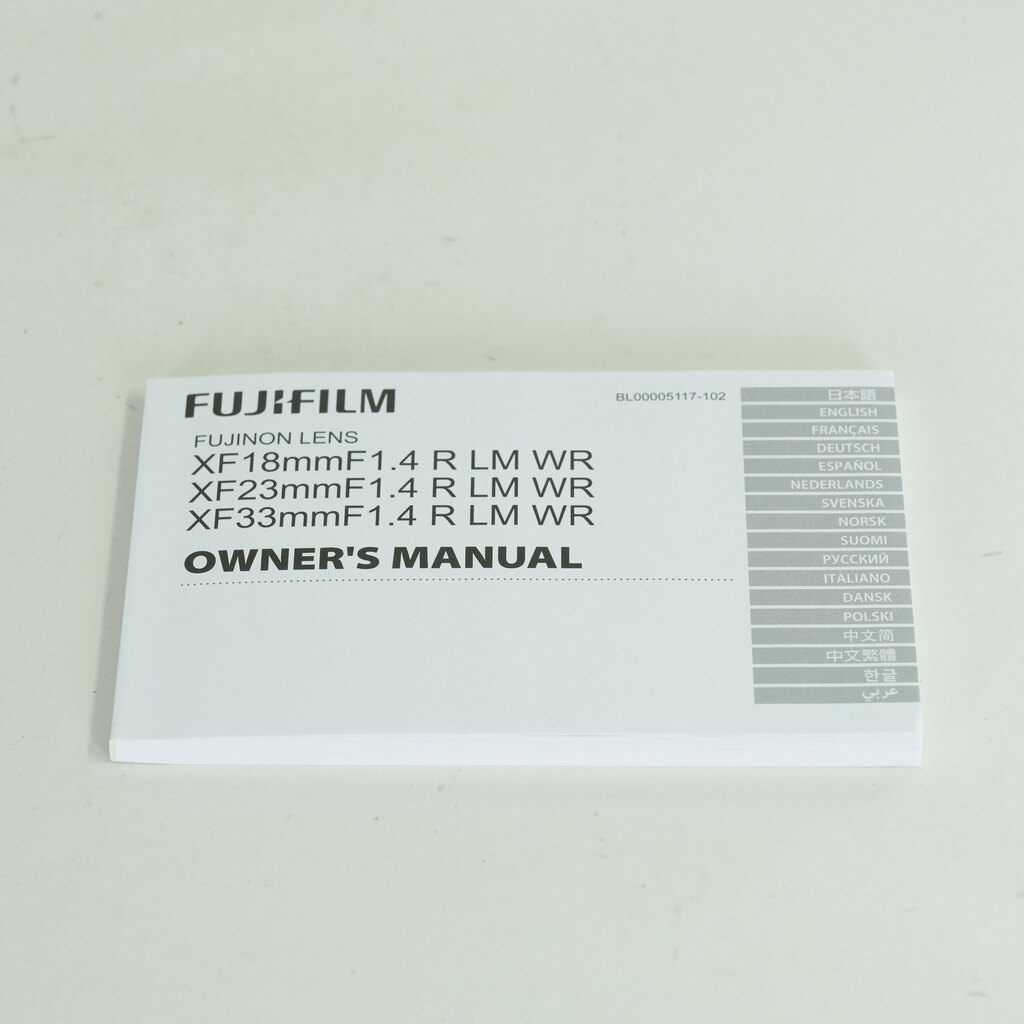 FUJIFILM
BL00005117-102
FUJINON LENS
XF18mmF1.4 R LM WR
XF23mmF1.4 R LM WR
XF33mmF1.4 R LM WR
OWNER'S MANUAL
日本語
ENGLISH
FRANÇAIS
DEUTSCH
ESPAÑOL
NEDERLANDS
SVENSKA
NORSK
SUOMI
РУССКИЙ
ITALIANO
DANSK
POLSKI
中文简
中文繁體
한글
عربي